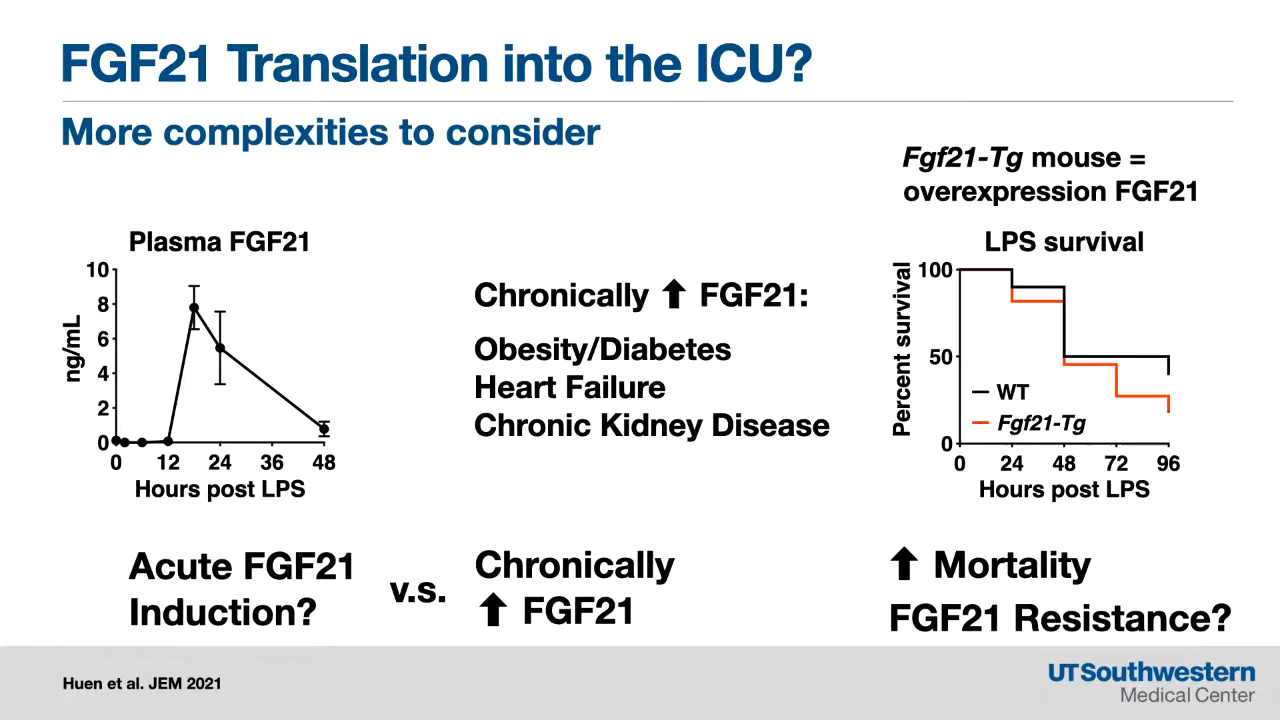 FGF21 Translation into the ICU?
More complexities to consider
Plasma FGF21
ng/mL
10
8
6
4
2
0
0 12 24 36 48
Hours post LPS
Acute FGF21
Induction?
v.s.
Chronically ⬆ FGF21:
Obesity/Diabetes
Heart Failure
Chronic Kidney Disease
Chronically
⬆ FGF21
Fgf21-Tg mouse =
overexpression FGF21
LPS survival
Percent survival
100
50
0
WT
Fgf21-Tg
0 24 48 72 96
Hours post LPS
⬆ Mortality
FGF21 Resistance?
Huen et al. JEM 2021
UTSouthwestern
Medical Center